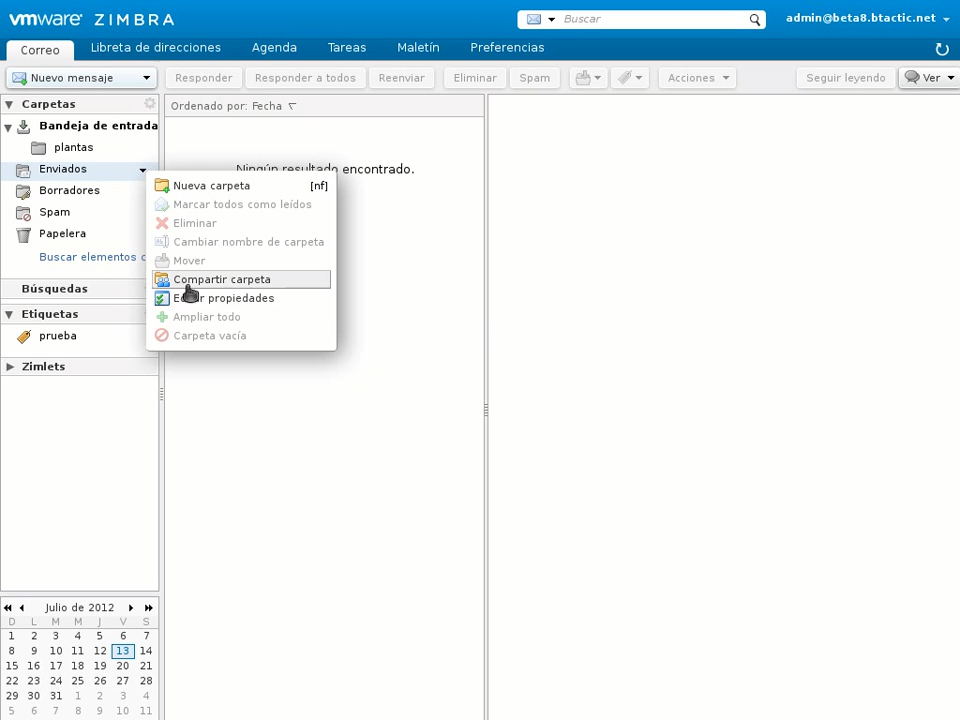 vmware ZIMBRA
Buscar
admin@beta8.btactic.net
Correo
Libreta de direcciones
Agenda
Tareas
Maletín
Preferencias
Nuevo mensaje
Responder
Responder a todos
Reenviar
Eliminar
Spam
Acciones
Seguir leyendo
Ver
Carpetas
Ordenado por: Fecha
Bandeja de entrada
plantas
Enviados
Ningún resultado encontrado.
Borradores
Spam
Papelera
Buscar elementos
Nueva carpeta [nf]
Marcar todos como leídos
Eliminar
Cambiar nombre de carpeta
Mover
Compartir carpeta
propiedades
Ampliar todo
Carpeta vacía
Búsquedas
Etiquetas
prueba
Zimlets
Julio de 2012
D L M M J V S
1 2 3 4 5 6 7
8 9 10 11 12 13 14
15 16 17 18 19 20 21
22 23 24 25 26 27 28
29 30 31 1 2 3 4
5 6 7 8 9 10 11